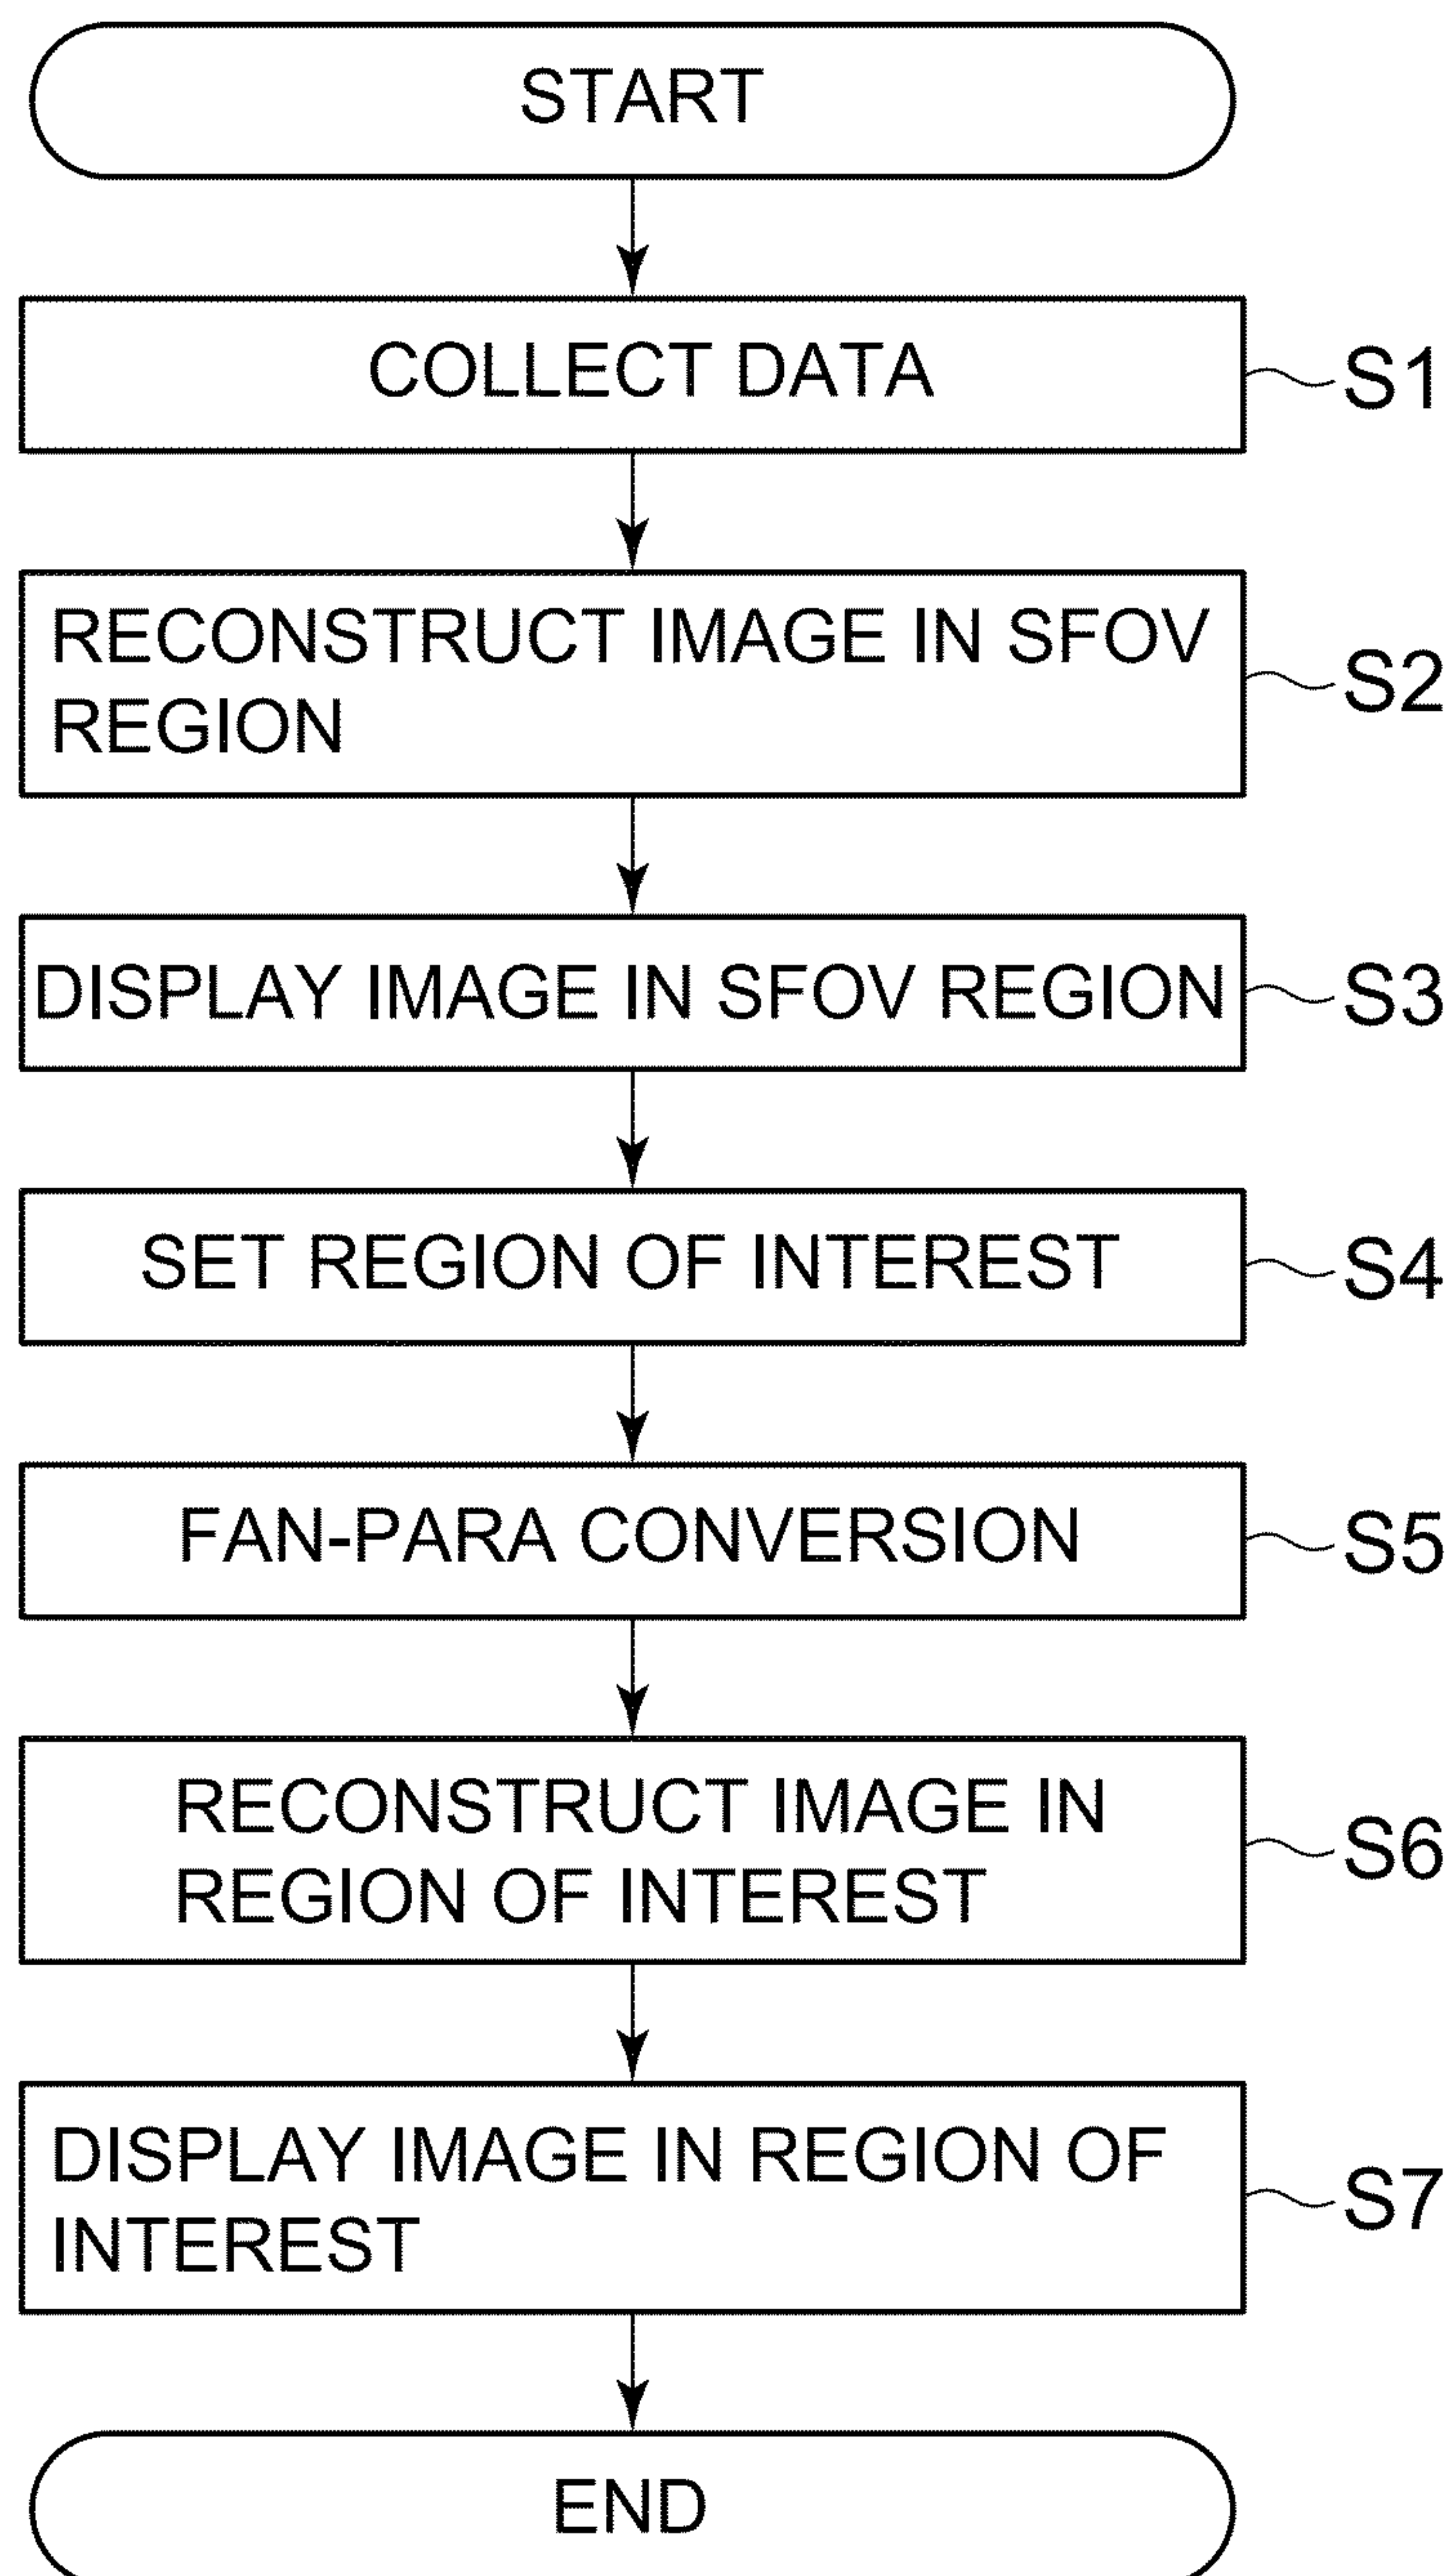 START
COLLECT DATA
S1
RECONSTRUCT IMAGE IN SFOV
REGION
S2
DISPLAY IMAGE IN SFOV REGION
S3
SET REGION OF INTEREST
S4
FAN-PARA CONVERSION
S5
RECONSTRUCT IMAGE IN
REGION OF INTEREST
S6
DISPLAY IMAGE IN REGION OF
INTEREST
S7
END